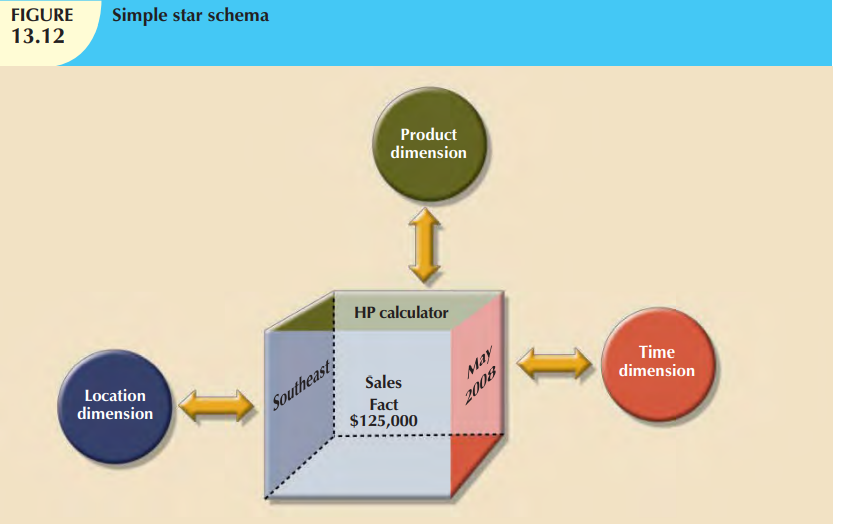 FIGURE
13.12
Simple star schema
Product
dimension
HP calculator
Southeast
Sales
Fact
$125,000
May
2008
Time
dimension
Location
dimension